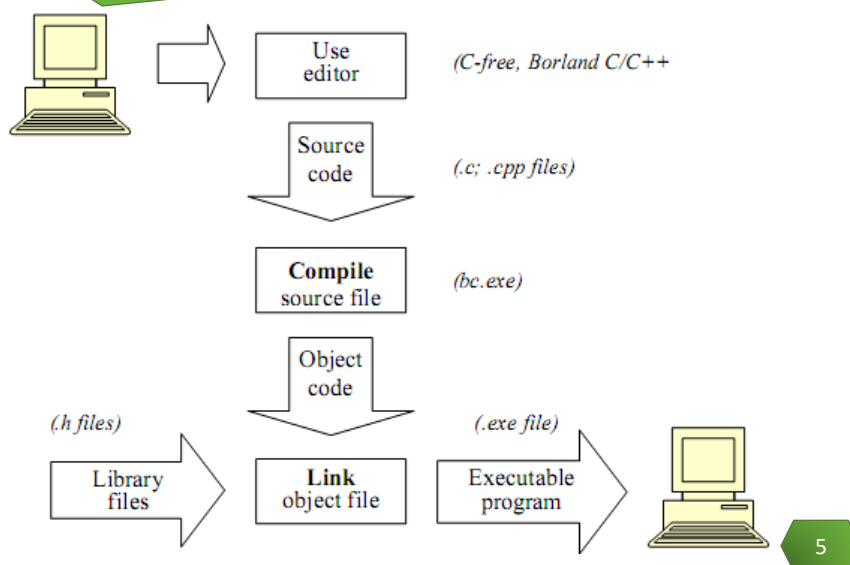 Use
editor
(C-free, Borland C/C++
Source
code
(.c; .cpp files)
Compile
source file
(bc.exe)
Object
code
(.h files)
(.exe file)
Library
files
Link
object file
Executable
program
5